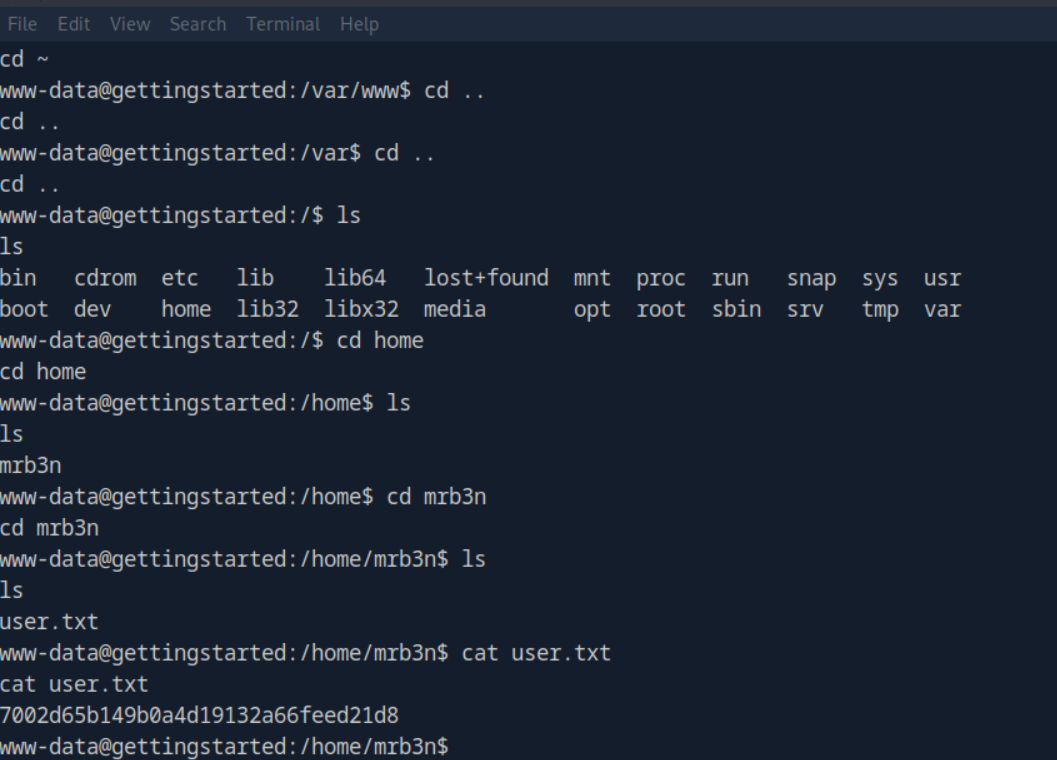 File Edit View Search Terminal Help
cd ~
www-data@gettingstarted:/var/www$ cd ..
cd ..
www-data@gettingstarted:/var$ cd ..
cd ..
www-data@gettingstarted:/$ ls
ls
bin cdrom etc lib lib64 lost+found mnt proc run snap sys usr
boot dev home lib32 libx32 media opt root sbin srv tmp var
www-data@gettingstarted:/$ cd home
cd home
www-data@gettingstarted:/home$ ls
ls
mrb3n
www-data@gettingstarted:/home$ cd mrb3n
cd mrb3n
www-data@gettingstarted:/home/mrb3n$ ls
ls
user.txt
www-data@gettingstarted:/home/mrb3n$ cat user.txt
cat user.txt
7002d65b149b0a4d19132a66feed21d8
www-data@gettingstarted:/home/mrb3n$